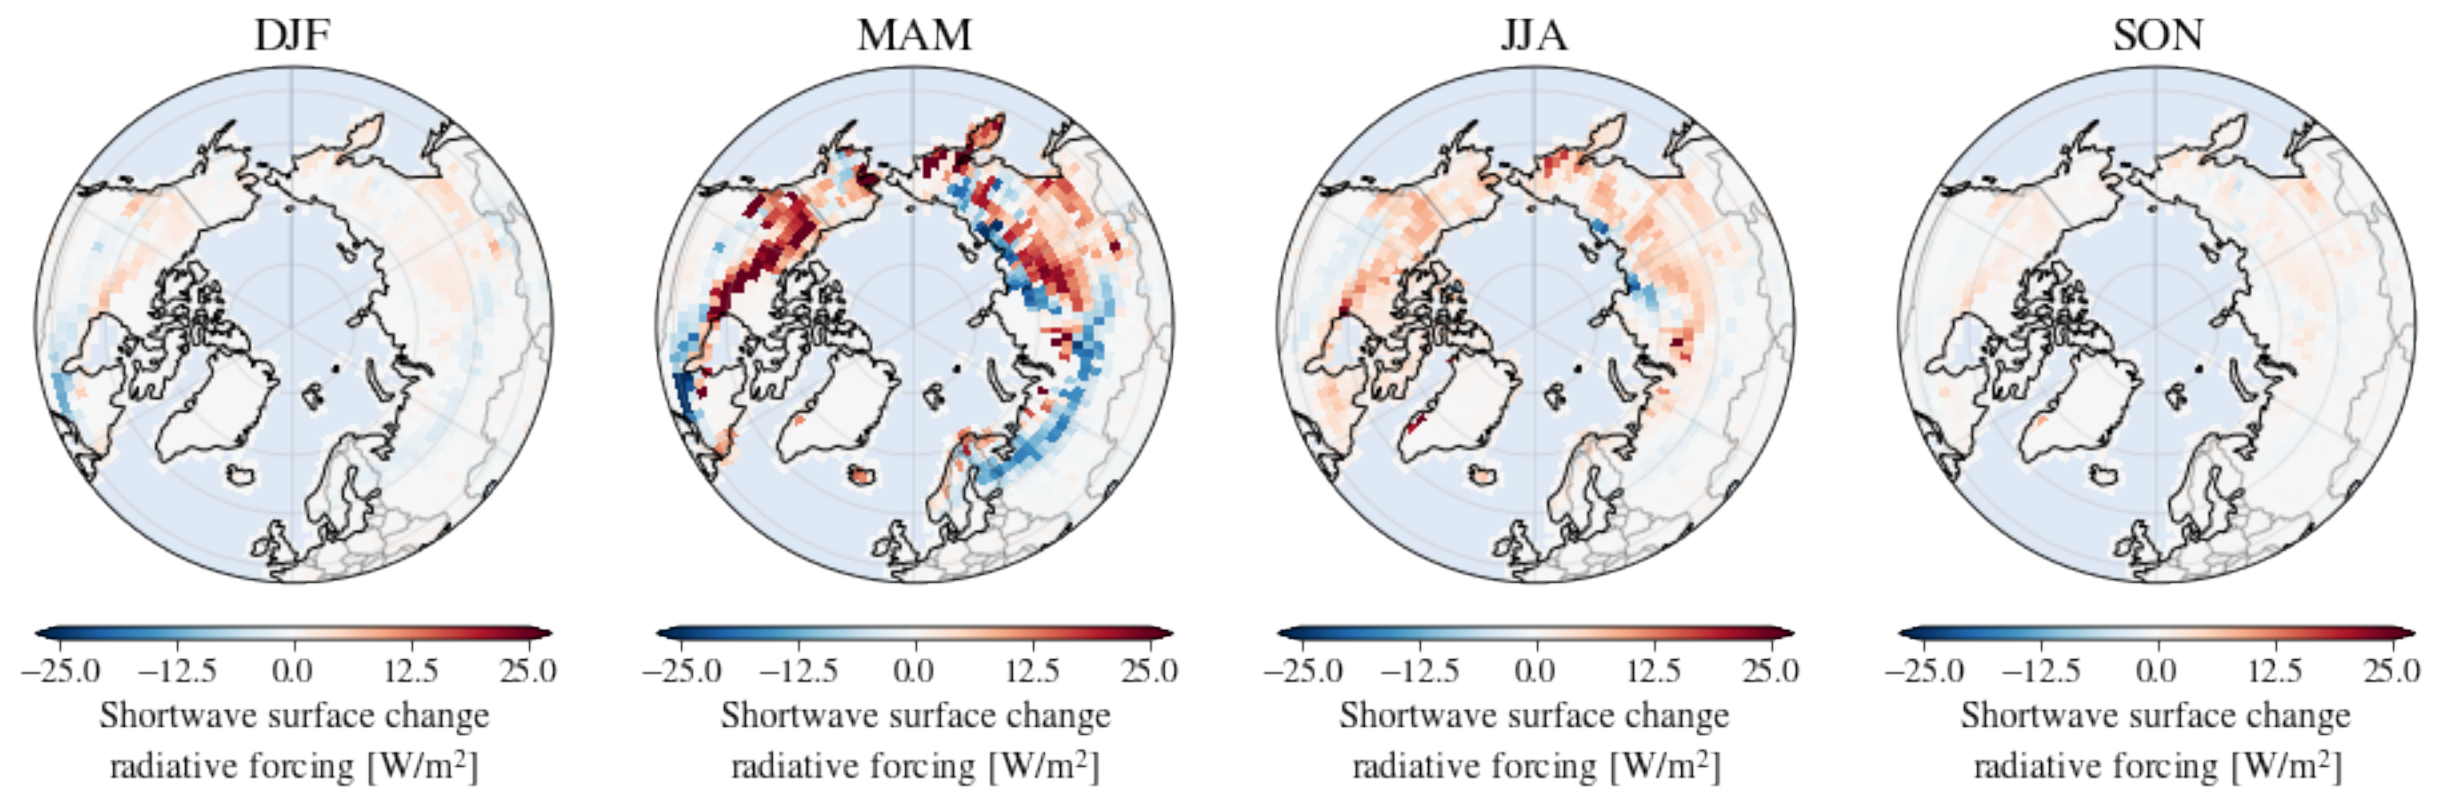 DJF
MAM
JJA
SON
−25.0 −12.5 0.0 12.5 25.0
Shortwave surface change
radiative forcing [W/m²]
−25.0 −12.5 0.0 12.5 25.0
Shortwave surface change
radiative forcing [W/m²]
−25.0 −12.5 0.0 12.5 25.0
Shortwave surface change
radiative forcing [W/m²]
−25.0 −12.5 0.0 12.5 25.0
Shortwave surface change
radiative forcing [W/m²]